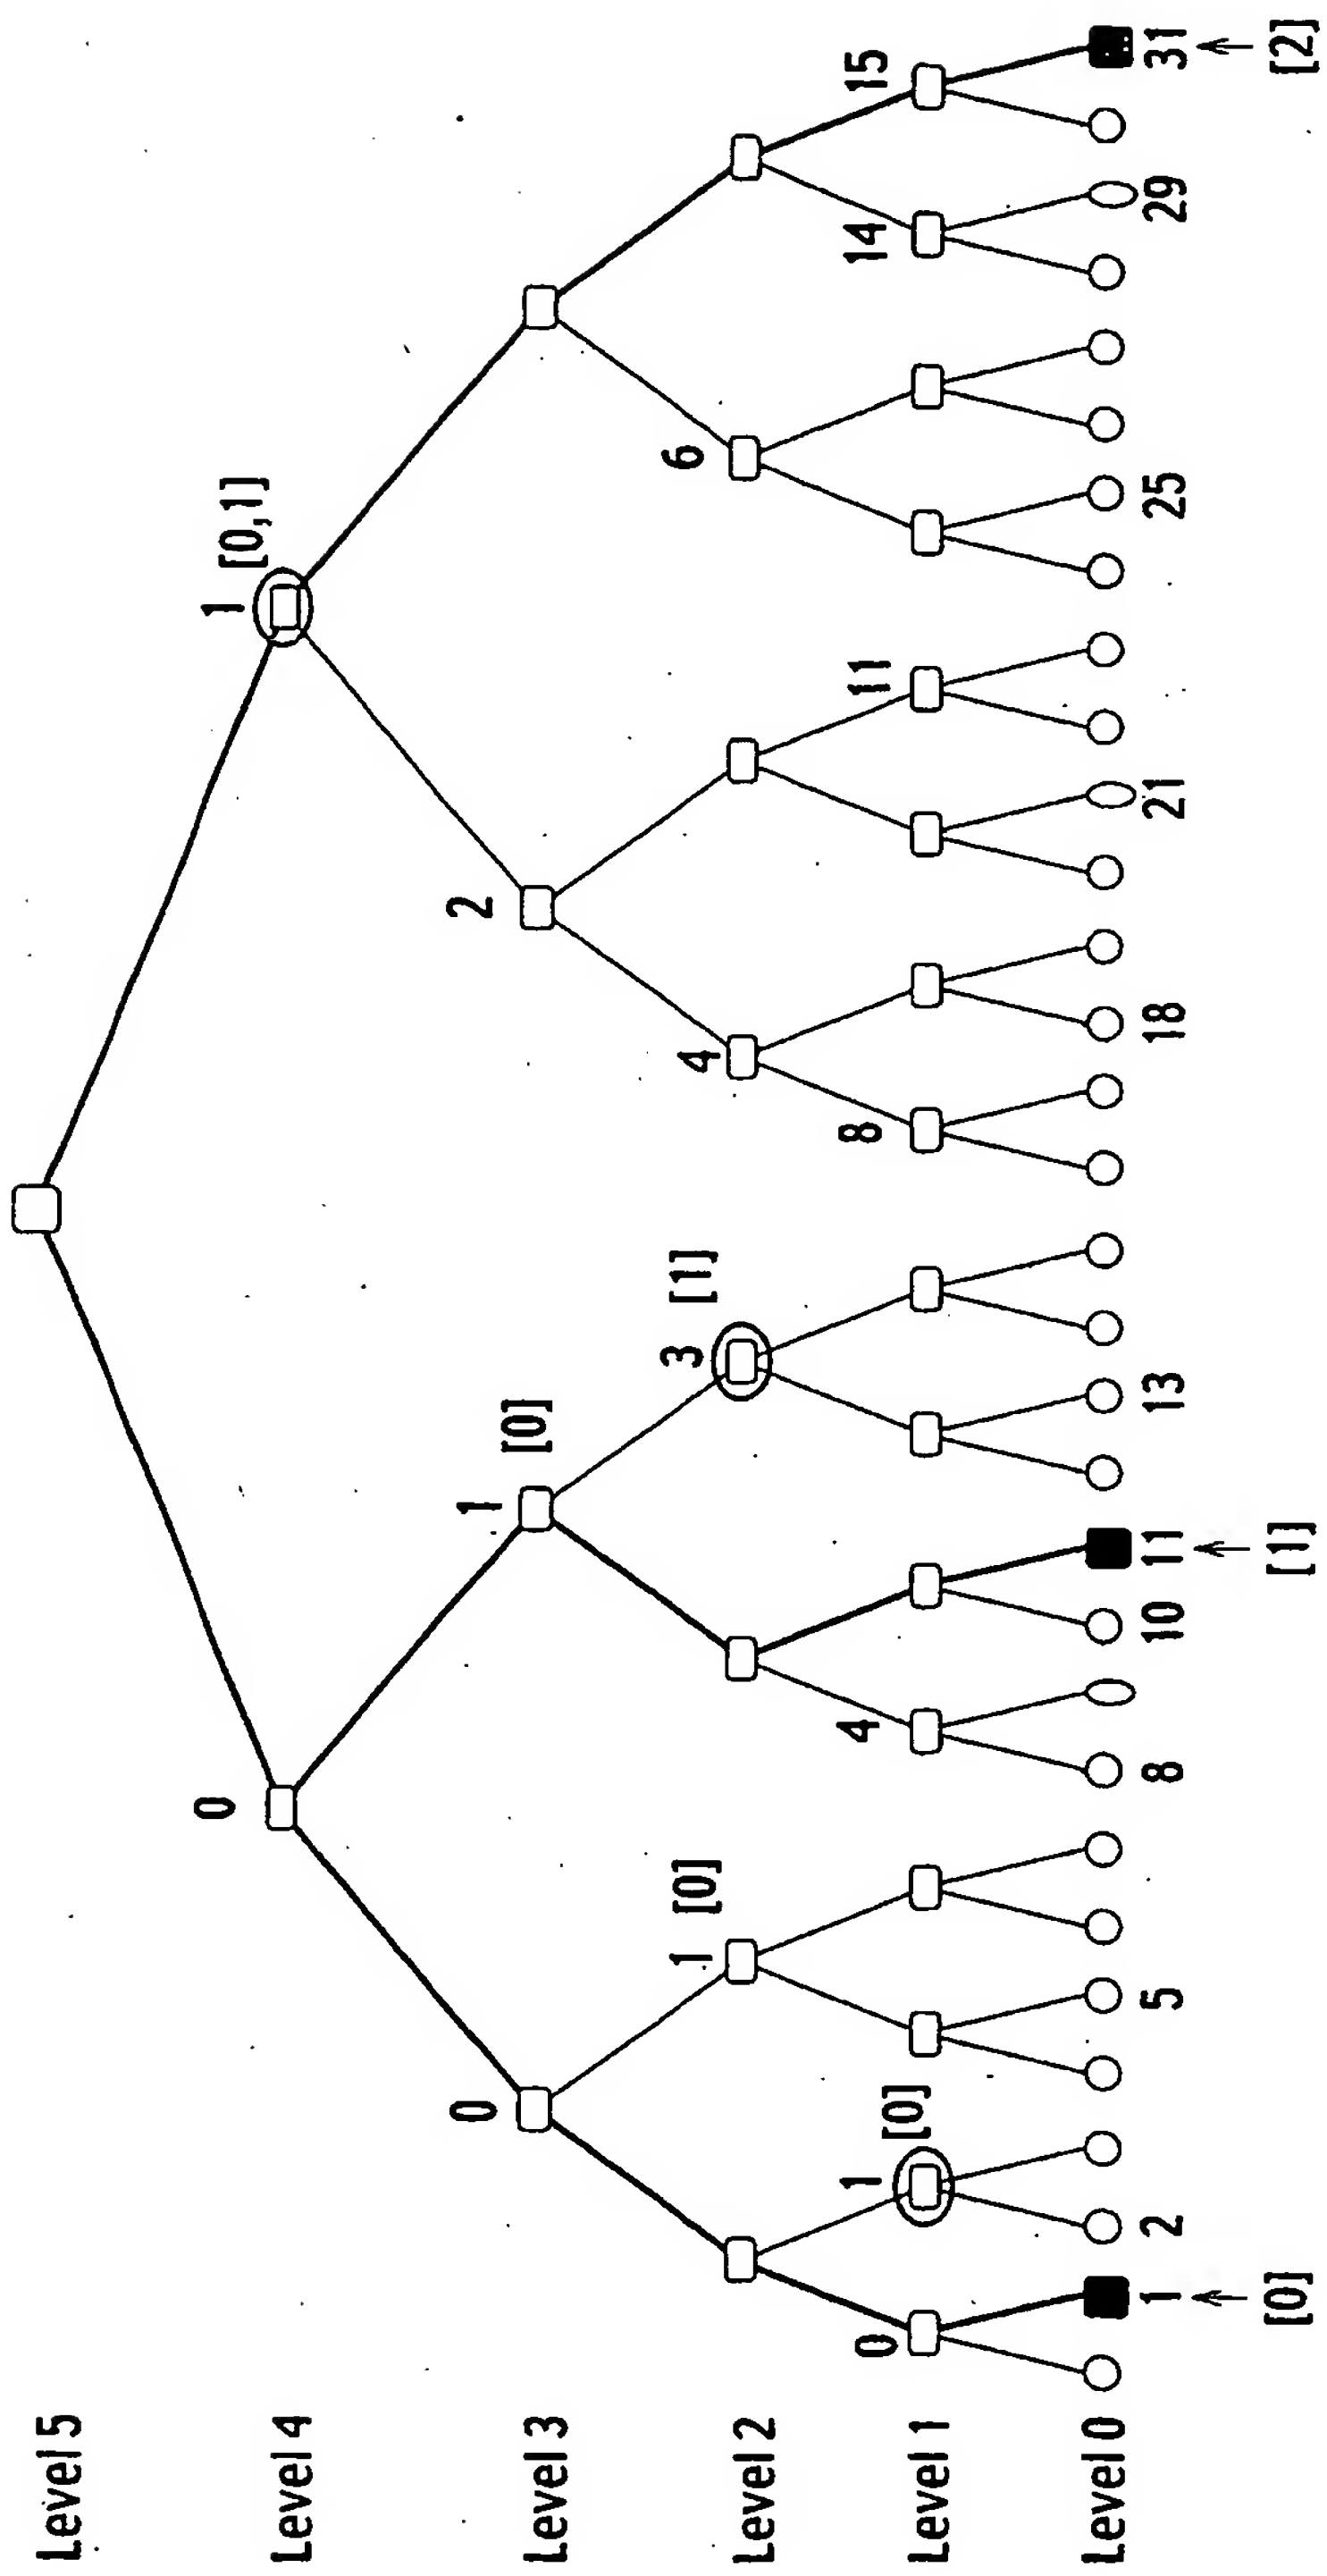 Level 5
Level 4 0 1 [0,1]
Level 3 0 1 [0] 2
Level 2 1 [0] 3 [1] 4 6
Level 1 0 1 [0] 4 8 11 14 15
Level 0 1 2 5 8 10 11 13 18 21 25 29 31
[0] [1] [2]